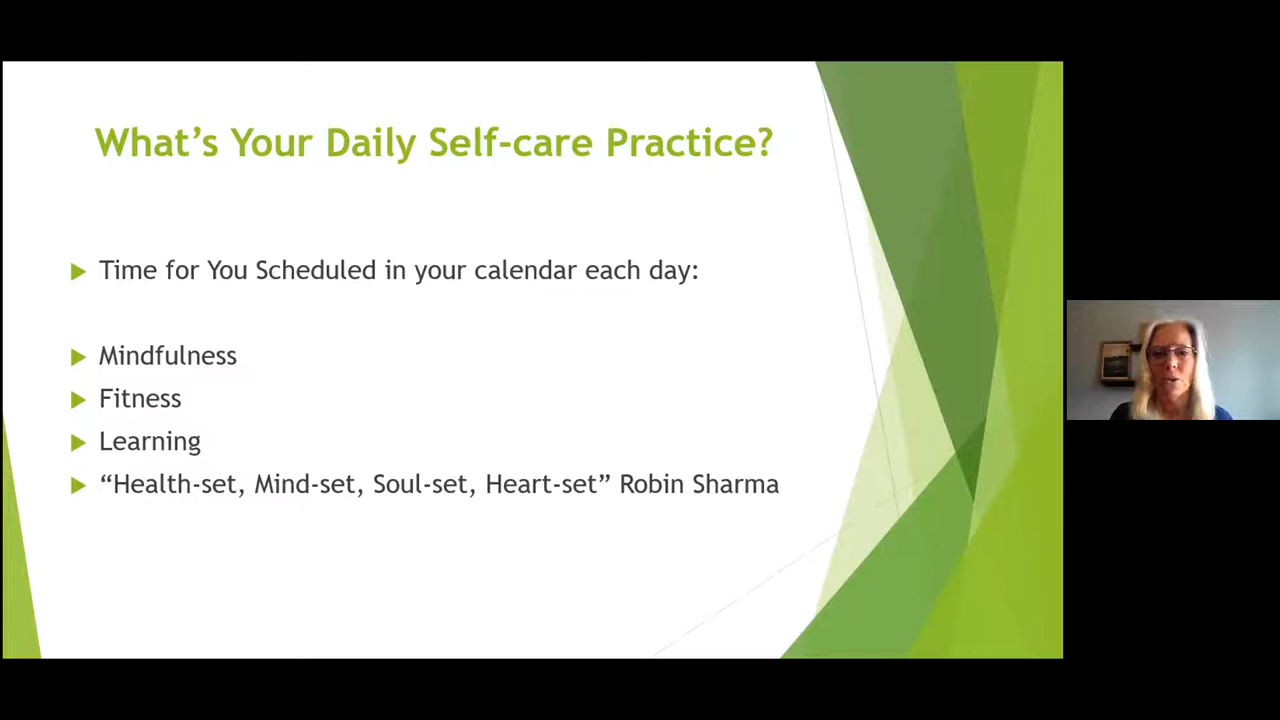 What’s Your Daily Self-care Practice?
Time for You Scheduled in your calendar each day:
Mindfulness
Fitness
Learning
“Health-set, Mind-set, Soul-set, Heart-set” Robin Sharma